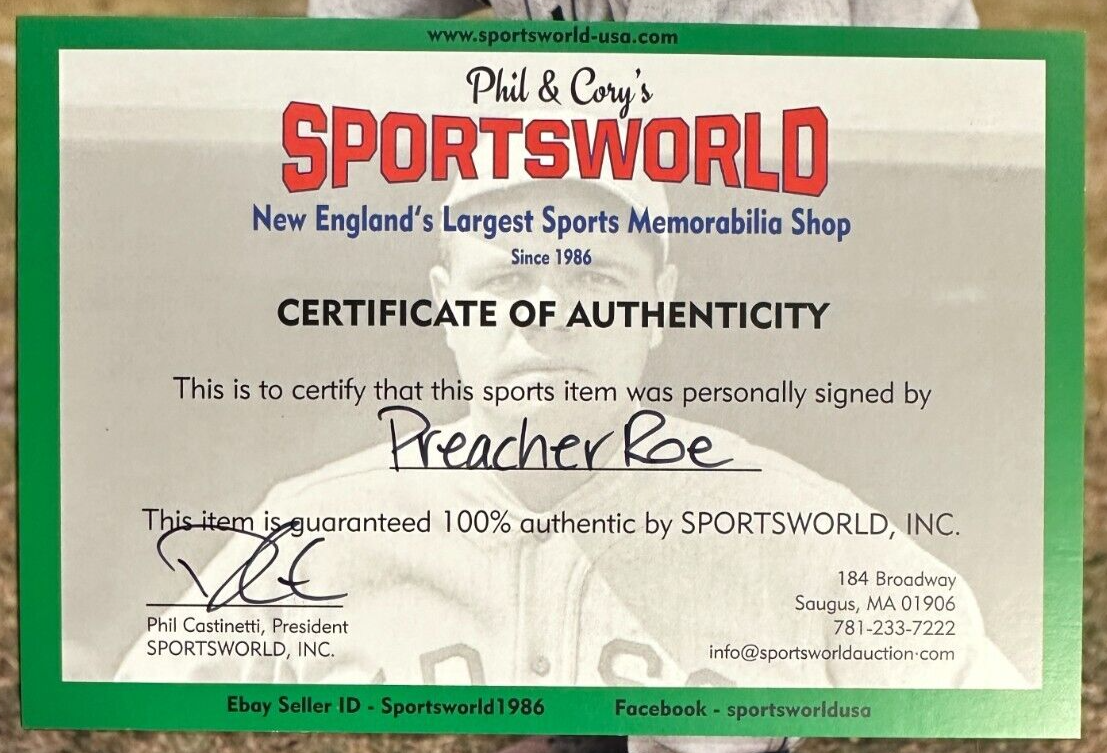 www.sportsworld-usa.com
Phil & Cory's
SPORTSWORLD
New England's Largest Sports Memorabilia Shop
Since 1986
CERTIFICATE OF AUTHENTICITY
This is to certify that this sports item was personally signed by
Preacher Roe
This item is guaranteed 100% authentic by SPORTSWORLD, INC.
Phil Castinetti, President
SPORTSWORLD, INC.
184 Broadway
Saugus, MA 01906
781-233-7222
info@sportsworldauction·com
Ebay Seller ID - Sportsworld1986
Facebook - sportsworldusa